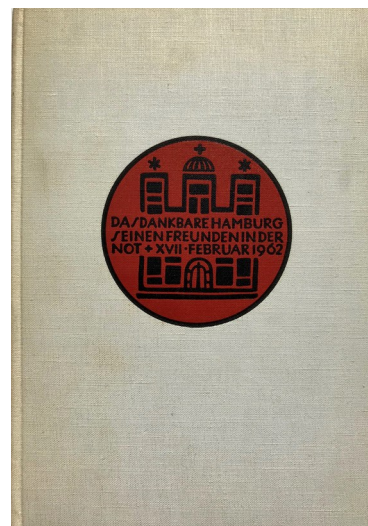 DAS DANKBARE HAMBURG
SEINEN FREUNDEN IN DER
NOT + XVII · FEBRUAR 1962